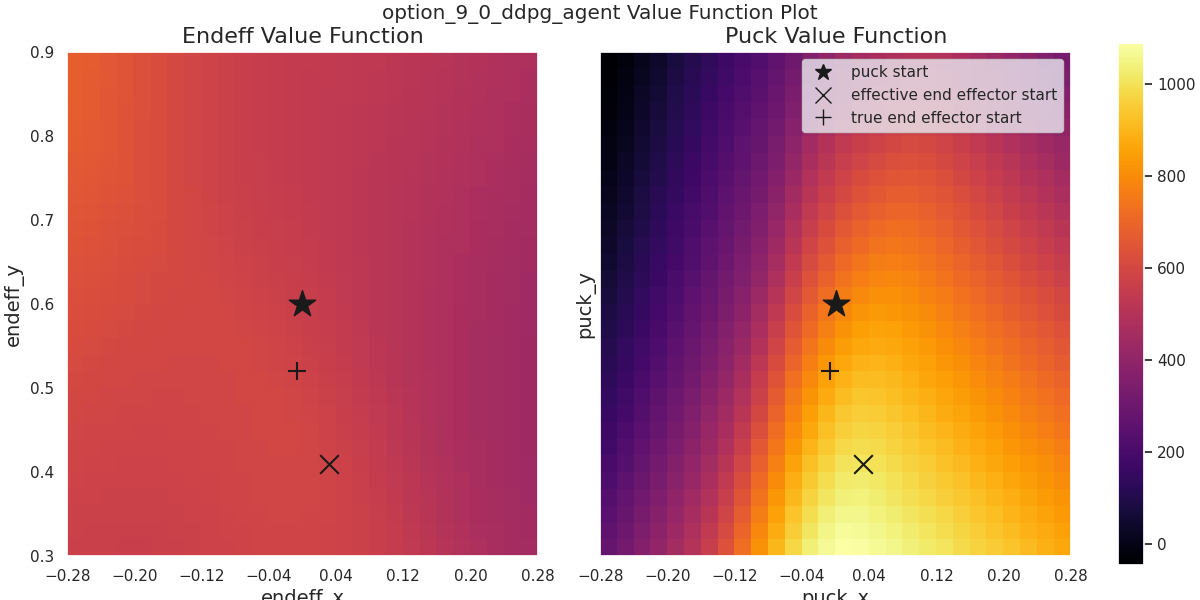 option_9_0_ddpg_agent Value Function Plot
Endeff Value Function
Puck Value Function
puck start
effective end effector start
true end effector start
0.9
0.8
0.7
0.6
0.5
0.4
0.3
endeff_y
−0.28 −0.20 −0.12 −0.04 0.04 0.12 0.20 0.28
endeff_x
puck_y
−0.28 −0.20 −0.12 −0.04 0.04 0.12 0.20 0.28
puck_x
1000
800
600
400
200
0